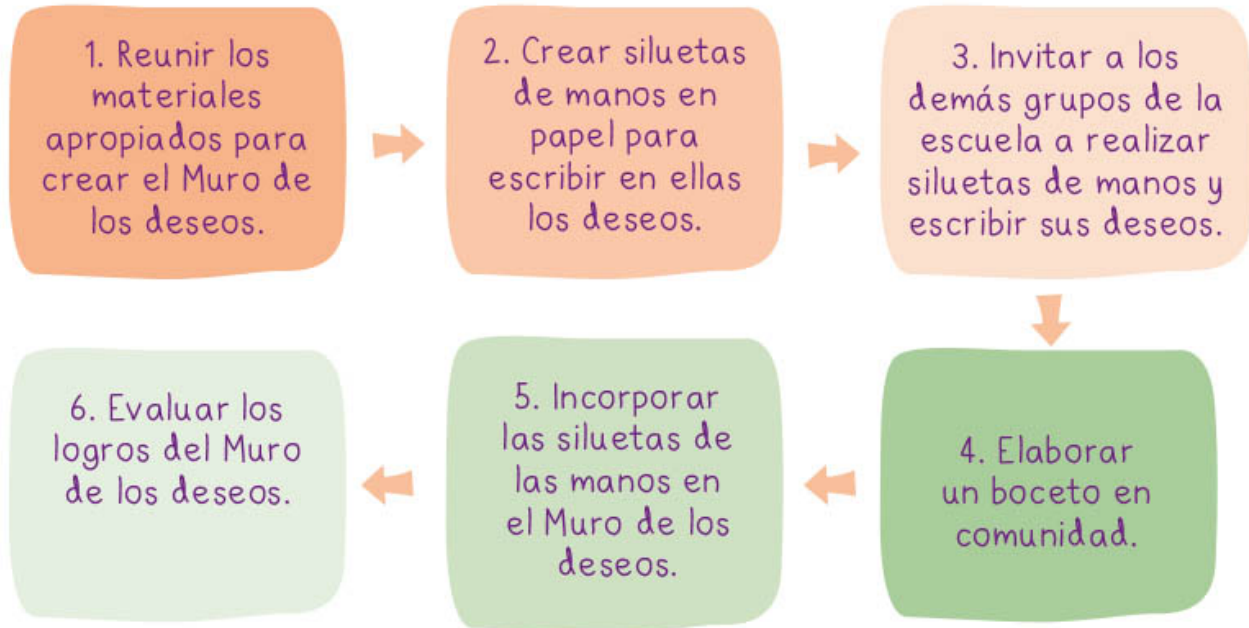 1. Reunir los
materiales
apropiados para
crear el Muro de
los deseos.
2. Crear siluetas
de manos en
papel para
escribir en ellas
los deseos.
3. Invitar a los
demás grupos de la
escuela a realizar
siluetas de manos y
escribir sus deseos.
4. Elaborar
un boceto en
comunidad.
5. Incorporar
las siluetas de
las manos en
el Muro de los
deseos.
6. Evaluar los
logros del Muro
de los deseos.